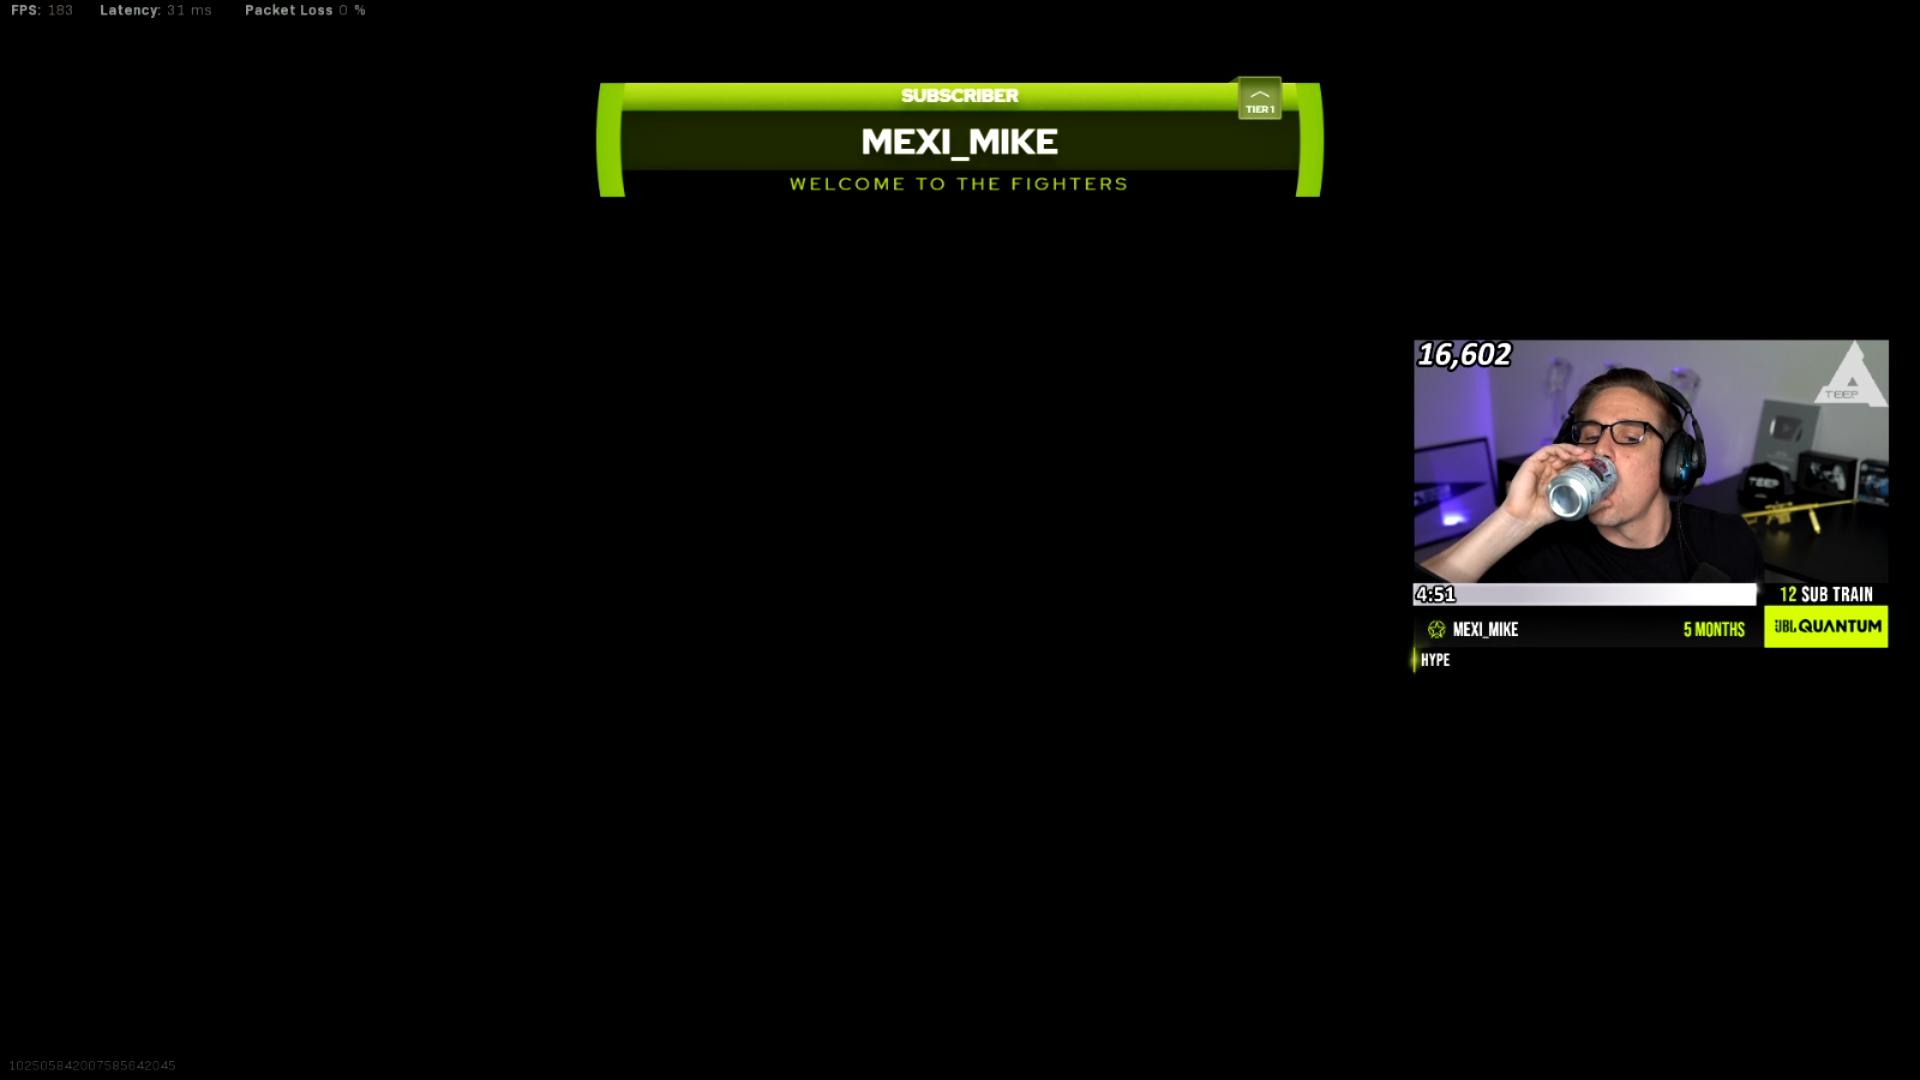 FPS: 183 Latency: 31 ms Packet Loss 0 %
SUBSCRIBER
TIER 1
MEXI_MIKE
WELCOME TO THE FIGHTERS
16,602
TEEP
TEEP
4:51
12 SUB TRAIN
MEXI_MIKE 5 MONTHS
JBL QUANTUM
HYPE
102505842007585642045